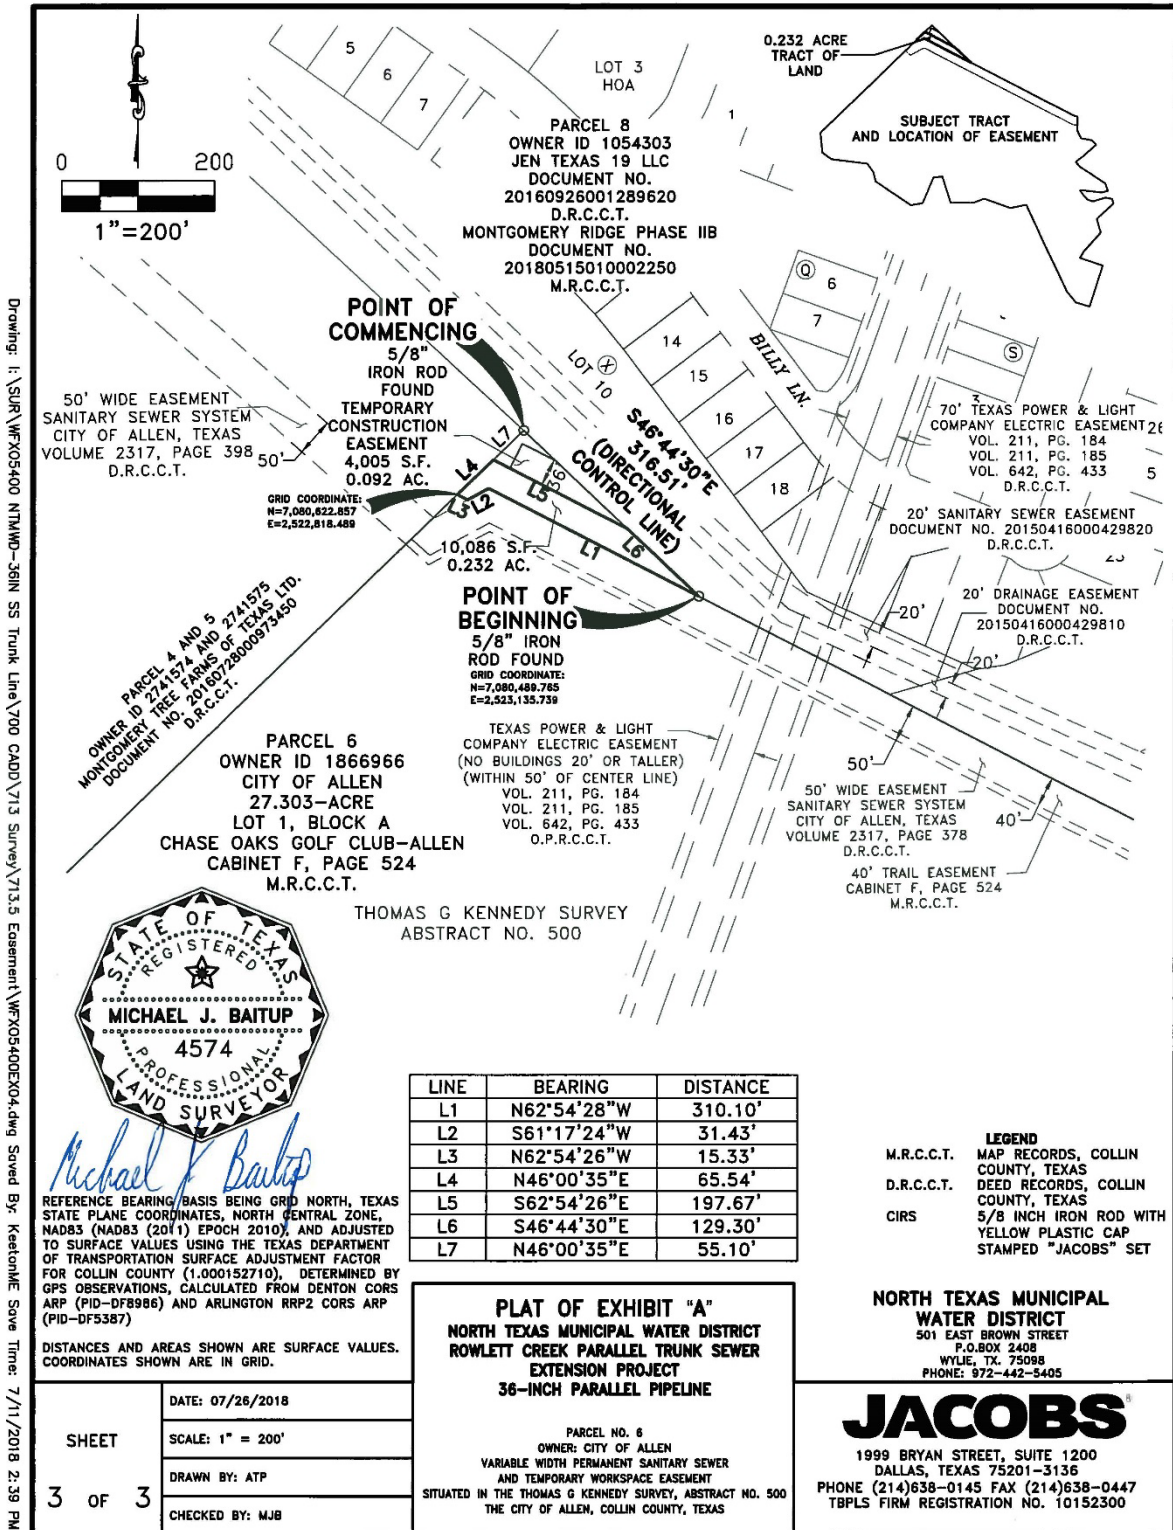 0.232 ACRE
TRACT OF
LAND
SUBJECT TRACT
AND LOCATION OF EASEMENT
0 200
1"=200'
5
6
7
LOT 3
HOA
1
PARCEL 8
OWNER ID 1054303
JEN TEXAS 19 LLC
DOCUMENT NO.
20160926001289620
D.R.C.C.T.
MONTGOMERY RIDGE PHASE IIB
DOCUMENT NO.
20180515010002250
M.R.C.C.T.
Q
6
7
S
POINT OF
COMMENCING
5/8"
IRON ROD
FOUND
TEMPORARY
CONSTRUCTION
EASEMENT
4,005 S.F.
0.092 AC.
50' WIDE EASEMENT
SANITARY SEWER SYSTEM
CITY OF ALLEN, TEXAS
VOLUME 2317, PAGE 398
D.R.C.C.T.
50'
GRID COORDINATE:
N=7,080,622.857
E=2,522,818.489
LOT 10
X
14
15
16
17
18
BILLY LN.
S46°44'30"E
316.51'
(DIRECTIONAL
CONTROL LINE)
L7
L4
L5
36'
L3
L2
L1
L6
10,086 S.F.
0.232 AC.
3
70' TEXAS POWER & LIGHT
COMPANY ELECTRIC EASEMENT
VOL. 211, PG. 184
VOL. 211, PG. 185
VOL. 642, PG. 433
D.R.C.C.T.
26
5
20' SANITARY SEWER EASEMENT
DOCUMENT NO. 20150416000429820
D.R.C.C.T.
20' DRAINAGE EASEMENT
DOCUMENT NO.
20150416000429810
D.R.C.C.T.
20'
20'
POINT OF
BEGINNING
5/8" IRON
ROD FOUND
GRID COORDINATE:
N=7,080,489.765
E=2,523,135.739
PARCEL 4 AND 5
OWNER ID 2741574 AND 2741575
MONTGOMERY TREE FARMS OF TEXAS LTD.
DOCUMENT NO. 20160728000973450
D.R.C.C.T.
PARCEL 6
OWNER ID 1866966
CITY OF ALLEN
27.303-ACRE
LOT 1, BLOCK A
CHASE OAKS GOLF CLUB-ALLEN
CABINET F, PAGE 524
M.R.C.C.T.
TEXAS POWER & LIGHT
COMPANY ELECTRIC EASEMENT
(NO BUILDINGS 20' OR TALLER)
(WITHIN 50' OF CENTER LINE)
VOL. 211, PG. 184
VOL. 211, PG. 185
VOL. 642, PG. 433
O.P.R.C.C.T.
50'
50' WIDE EASEMENT
SANITARY SEWER SYSTEM
CITY OF ALLEN, TEXAS
VOLUME 2317, PAGE 378
D.R.C.C.T.
40'
40' TRAIL EASEMENT
CABINET F, PAGE 524
M.R.C.C.T.
THOMAS G KENNEDY SURVEY
ABSTRACT NO. 500
STATE OF TEXAS
REGISTERED
MICHAEL J. BAITUP
4574
PROFESSIONAL
LAND SURVEYOR
Michael J Baitup
LINE BEARING DISTANCE
L1 N62°54'28"W 310.10'
L2 S61°17'24"W 31.43'
L3 N62°54'26"W 15.33'
L4 N46°00'35"E 65.54'
L5 S62°54'26"E 197.67'
L6 S46°44'30"E 129.30'
L7 N46°00'35"E 55.10'
LEGEND
M.R.C.C.T. MAP RECORDS, COLLIN
COUNTY, TEXAS
D.R.C.C.T. DEED RECORDS, COLLIN
COUNTY, TEXAS
CIRS 5/8 INCH IRON ROD WITH
YELLOW PLASTIC CAP
STAMPED "JACOBS" SET
REFERENCE BEARING BASIS BEING GRID NORTH, TEXAS
STATE PLANE COORDINATES, NORTH CENTRAL ZONE,
NAD83 (NAD83 (2011) EPOCH 2010), AND ADJUSTED
TO SURFACE VALUES USING THE TEXAS DEPARTMENT
OF TRANSPORTATION SURFACE ADJUSTMENT FACTOR
FOR COLLIN COUNTY (1.000152710), DETERMINED BY
GPS OBSERVATIONS, CALCULATED FROM DENTON CORS
ARP (PID-DF8986) AND ARLINGTON RRP2 CORS ARP
(PID-DF5387)
DISTANCES AND AREAS SHOWN ARE SURFACE VALUES.
COORDINATES SHOWN ARE IN GRID.
PLAT OF EXHIBIT "A"
NORTH TEXAS MUNICIPAL WATER DISTRICT
ROWLETT CREEK PARALLEL TRUNK SEWER
EXTENSION PROJECT
36-INCH PARALLEL PIPELINE
PARCEL NO. 6
OWNER: CITY OF ALLEN
VARIABLE WIDTH PERMANENT SANITARY SEWER
AND TEMPORARY WORKSPACE EASEMENT
SITUATED IN THE THOMAS G KENNEDY SURVEY, ABSTRACT NO. 500
THE CITY OF ALLEN, COLLIN COUNTY, TEXAS
NORTH TEXAS MUNICIPAL
WATER DISTRICT
501 EAST BROWN STREET
P.O.BOX 2408
WYLIE, TX. 75098
PHONE: 972-442-5405
JACOBS®
1999 BRYAN STREET, SUITE 1200
DALLAS, TEXAS 75201-3136
PHONE (214)638-0145 FAX (214)638-0447
TBPLS FIRM REGISTRATION NO. 10152300
SHEET
3 OF 3
DATE: 07/26/2018
SCALE: 1" = 200'
DRAWN BY: ATP
CHECKED BY: MJB
Drawing: I:\SUR\WFXO5400 NTMWD-36IN SS Trunk Line\700 CADD\713 Survey\713.5 Easement\WFXO5400EX04.dwg Saved By: KeetonME Save Time: 7/11/2018 2:39 PM